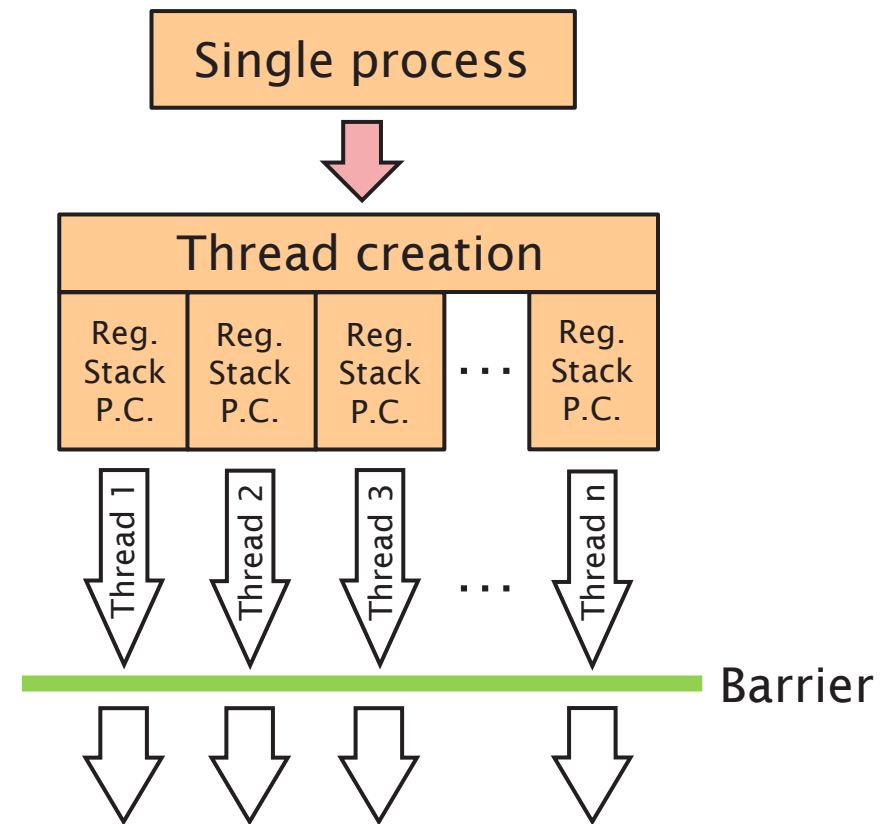 Single process
Thread creation
Reg.
Stack
P.C.
Reg.
Stack
P.C.
Reg.
Stack
P.C.
...
Reg.
Stack
P.C.
Thread 1
Thread 2
Thread 3
...
Thread n
Barrier